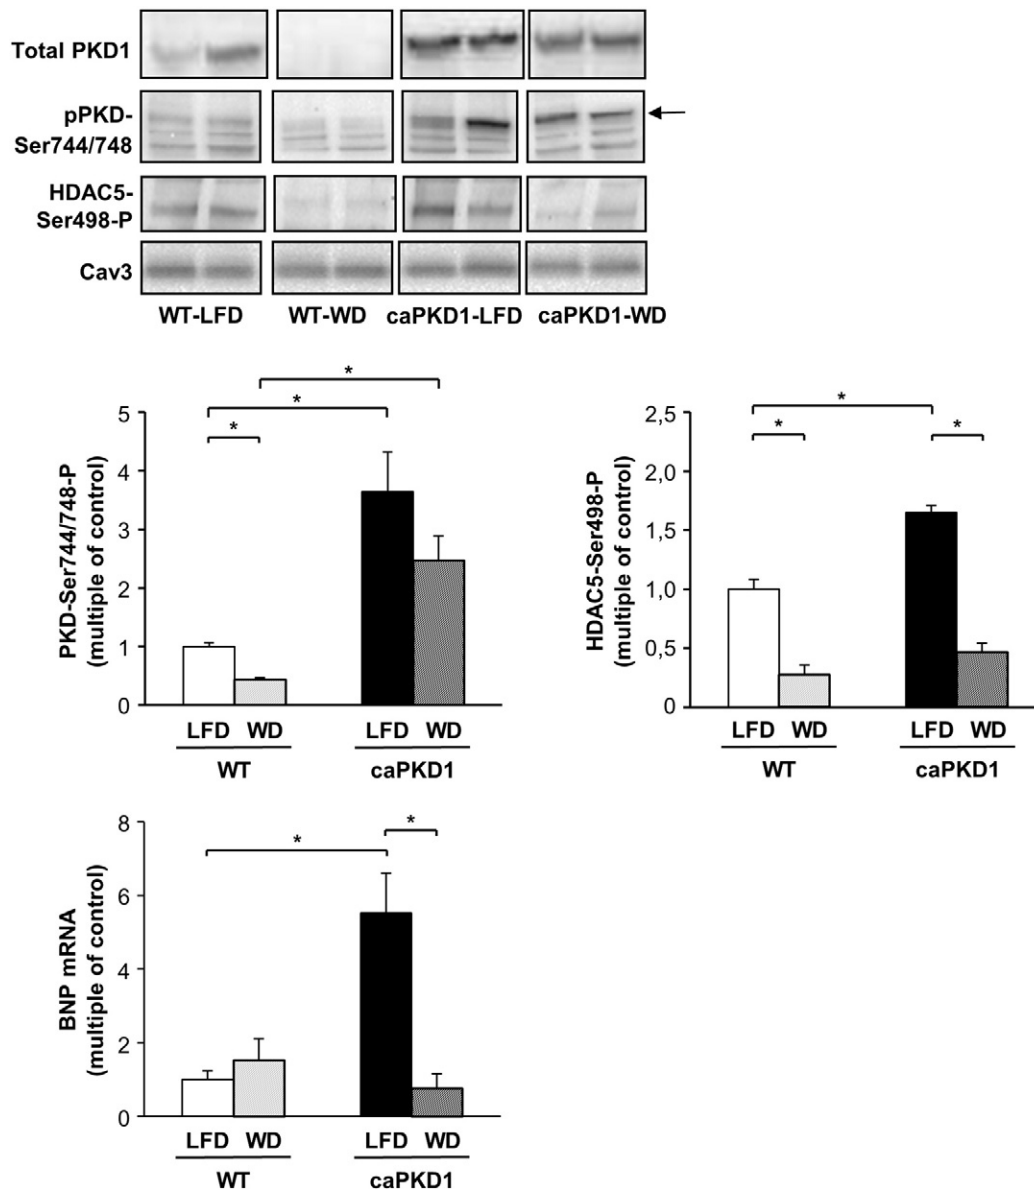 Total PKD1
pPKD-
Ser744/748
HDAC5-
Ser498-P
Cav3
WT-LFD WT-WD caPKD1-LFD caPKD1-WD
PKD-Ser744/748-P
(multiple of control)
5
4
3
2
1
0
*
*
*
LFD WD LFD WD
WT caPKD1
HDAC5-Ser498-P
(multiple of control)
2,5
2,0
1,5
1,0
0,5
0
*
*
*
LFD WD LFD WD
WT caPKD1
BNP mRNA
(multiple of control)
8
6
4
2
0
*
*
LFD WD LFD WD
WT caPKD1